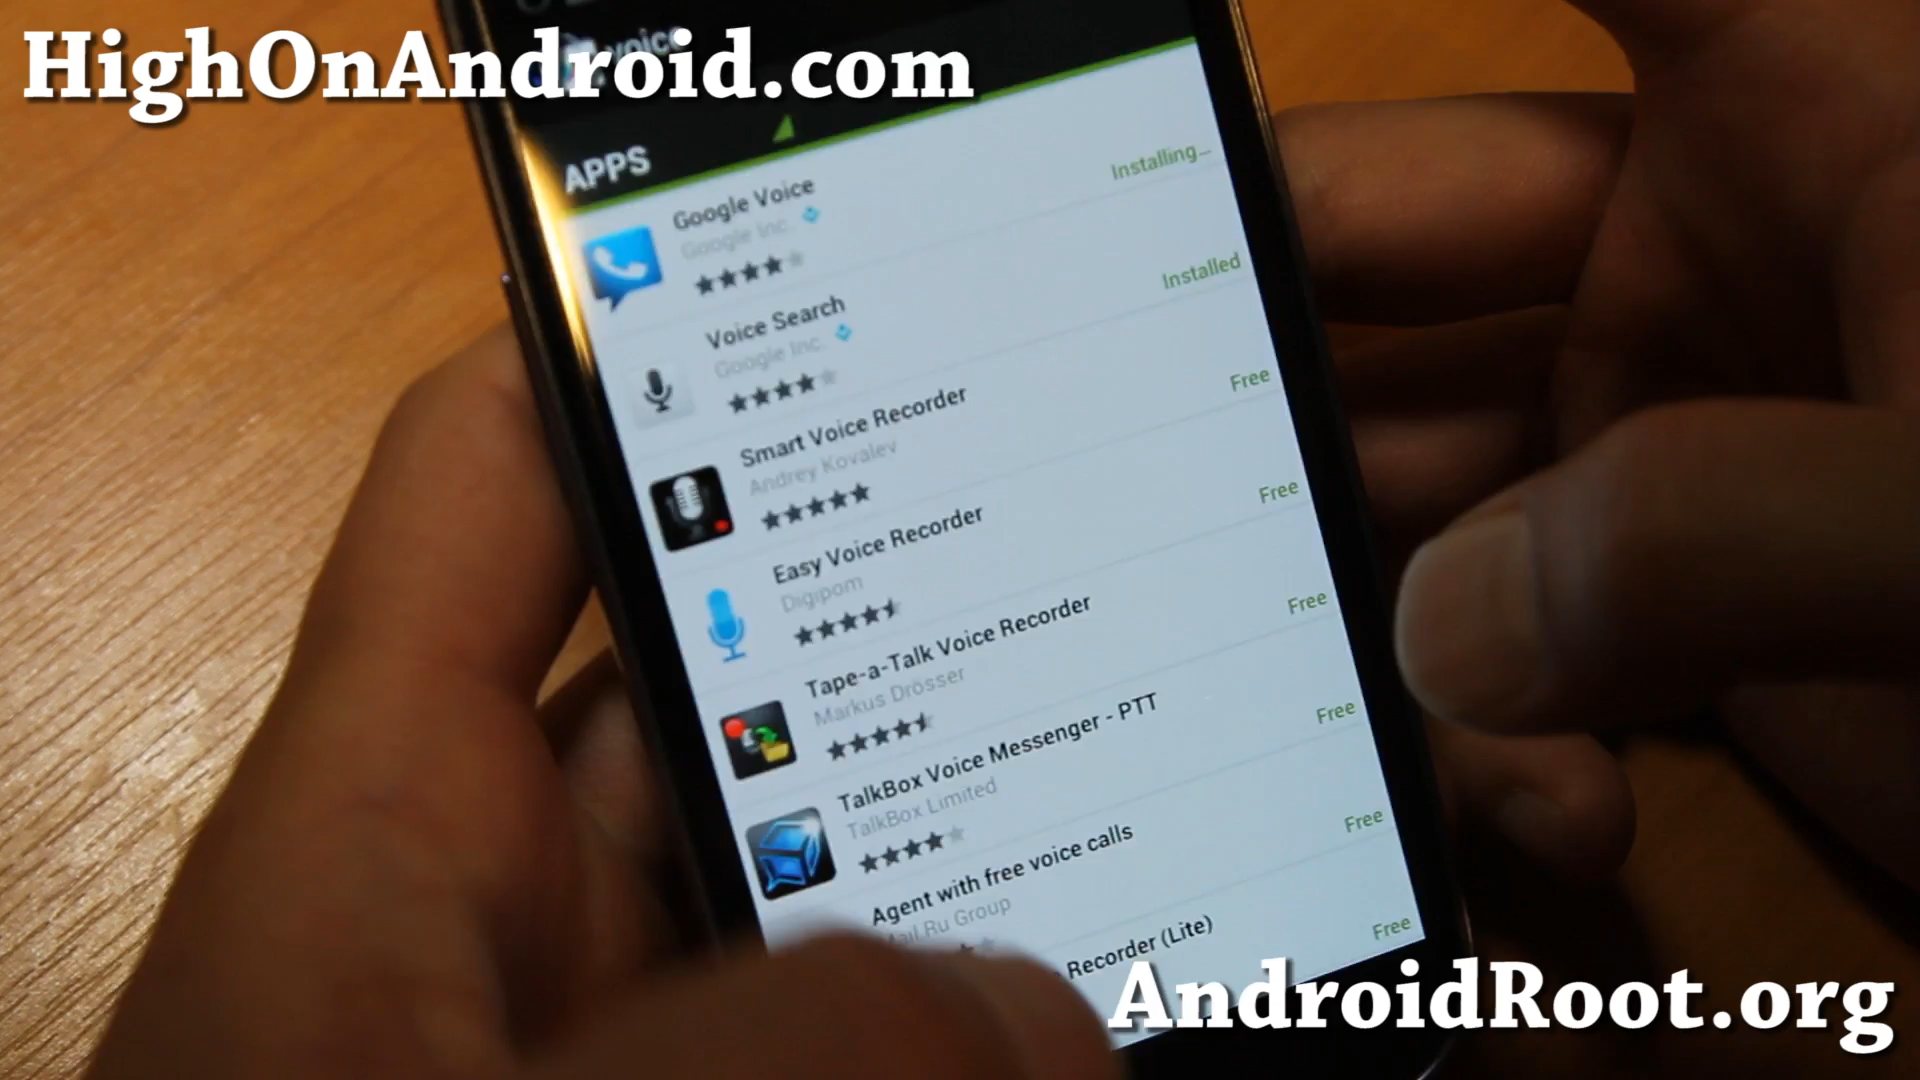 HighOnAndroid.com
voice
APPS
Google Voice
Installing...
Google Inc.
Voice Search
Installed
Google Inc.
Smart Voice Recorder
Free
Andrey Kovalev
Easy Voice Recorder
Free
Digipom
Tape-a-Talk Voice Recorder
Free
Markus Drösser
TalkBox Voice Messenger - PTT
Free
TalkBox Limited
Agent with free voice calls
Free
Mail.Ru Group
Recorder (Lite)
Free
AndroidRoot.org